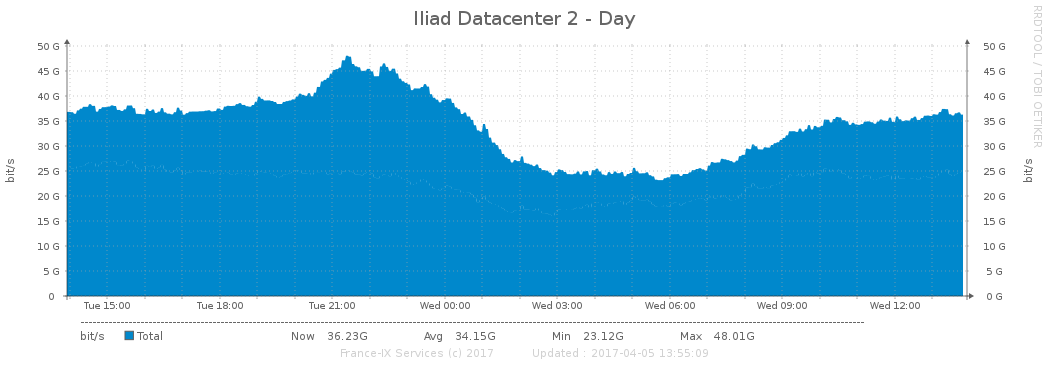 Iliad Datacenter 2 - Day
RRDTOOL / TOBI OETIKER
50 G 50 G
45 G 45 G
40 G 40 G
35 G 35 G
30 G 30 G
25 G 25 G
20 G 20 G
15 G 15 G
10 G 10 G
5 G 5 G
0 0 G
bit/s bit/s
Tue 15:00 Tue 18:00 Tue 21:00 Wed 00:00 Wed 03:00 Wed 06:00 Wed 09:00 Wed 12:00
bit/s Total Now 36.23G Avg 34.15G Min 23.12G Max 48.01G
France-IX Services (c) 2017 Updated : 2017-04-05 13:55:09